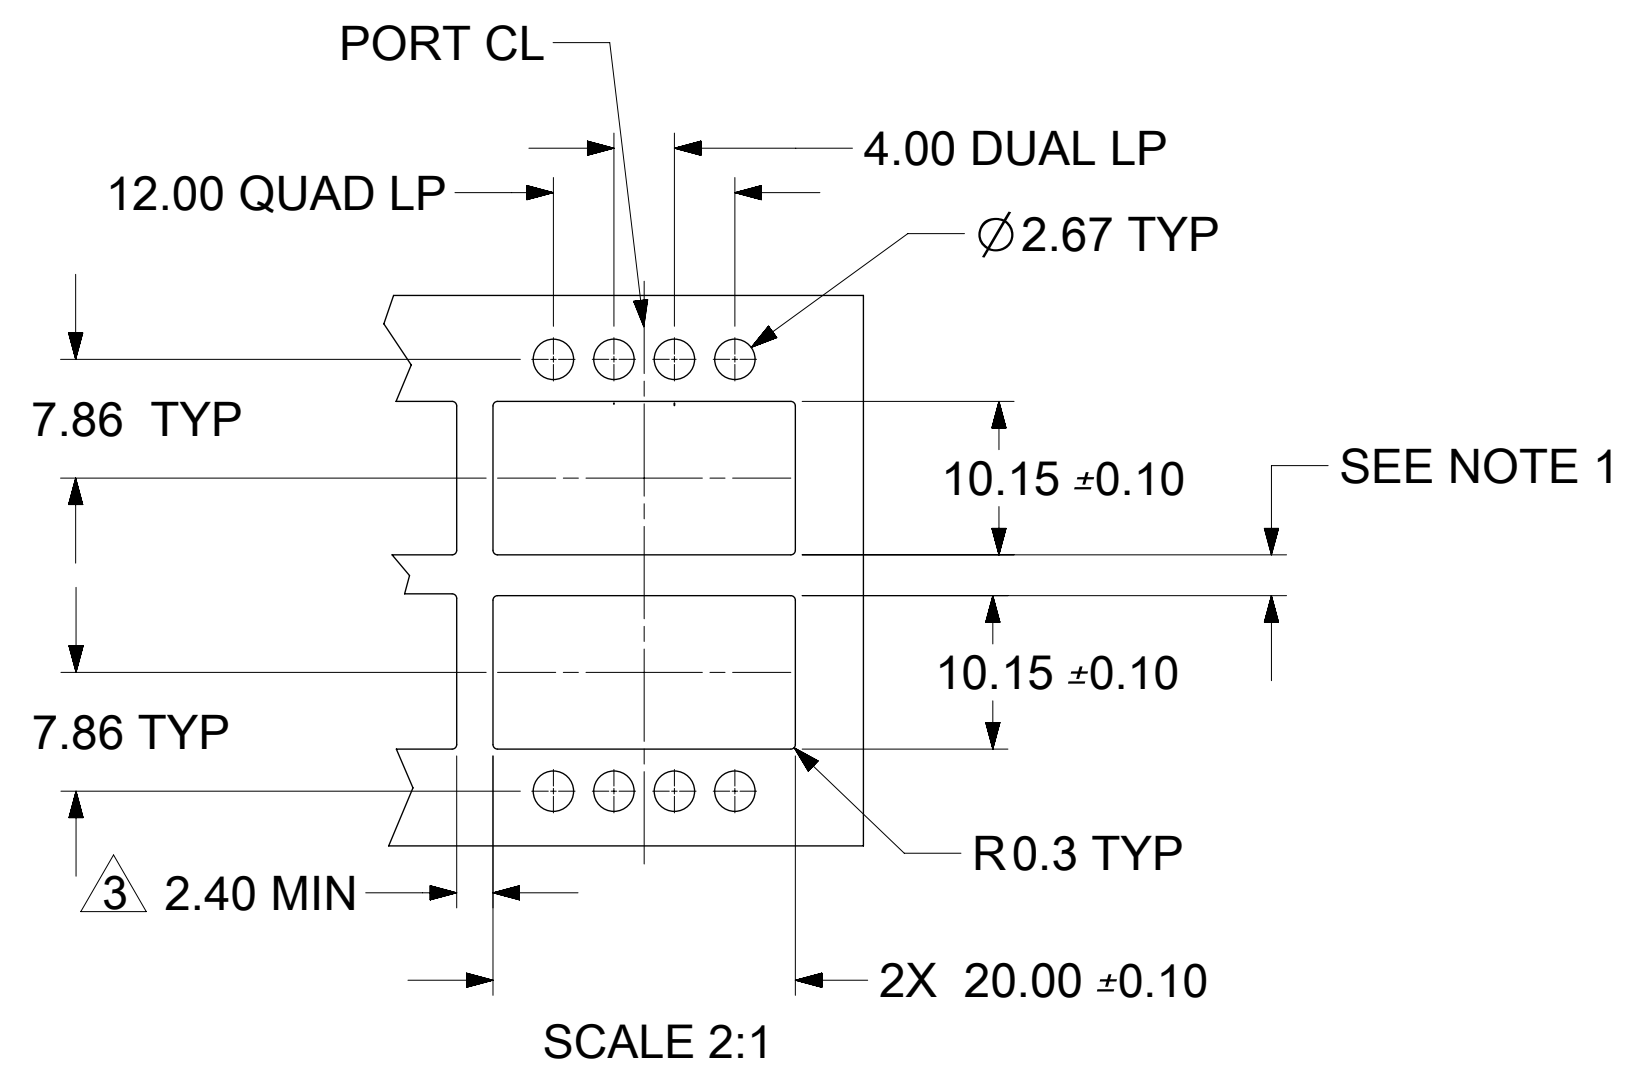 PORT CL
4.00 DUAL LP
12.00 QUAD LP
∅2.67 TYP
7.86 TYP
10.15 ±0.10
SEE NOTE 1
10.15 ±0.10
7.86 TYP
R0.3 TYP
3 2.40 MIN
2X 20.00 ±0.10
SCALE 2:1